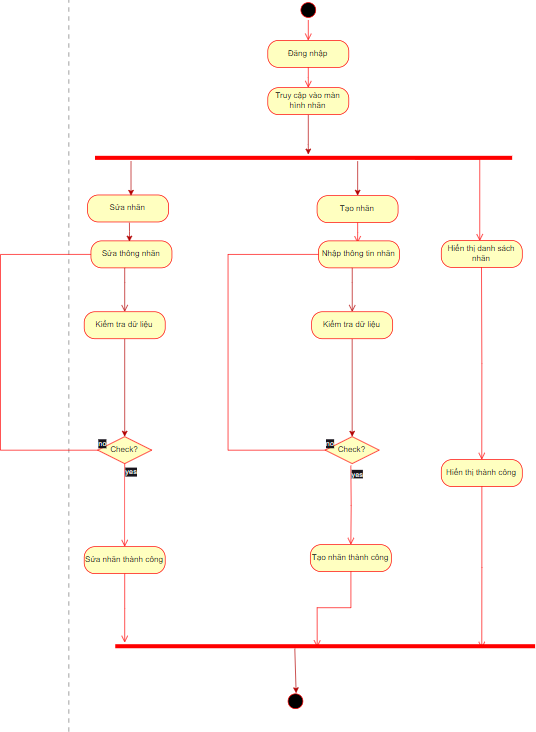 Đăng nhập
Truy cập vào màn
hình nhãn
Sửa nhãn
Tạo nhãn
Sửa thông nhãn
Nhập thông tin nhãn
Hiển thị danh sách
nhãn
Kiểm tra dữ liệu
Kiểm tra dữ liệu
no
Check?
yes
no
Check?
yes
Hiển thị thành công
Sửa nhãn thành công
Tạo nhãn thành công